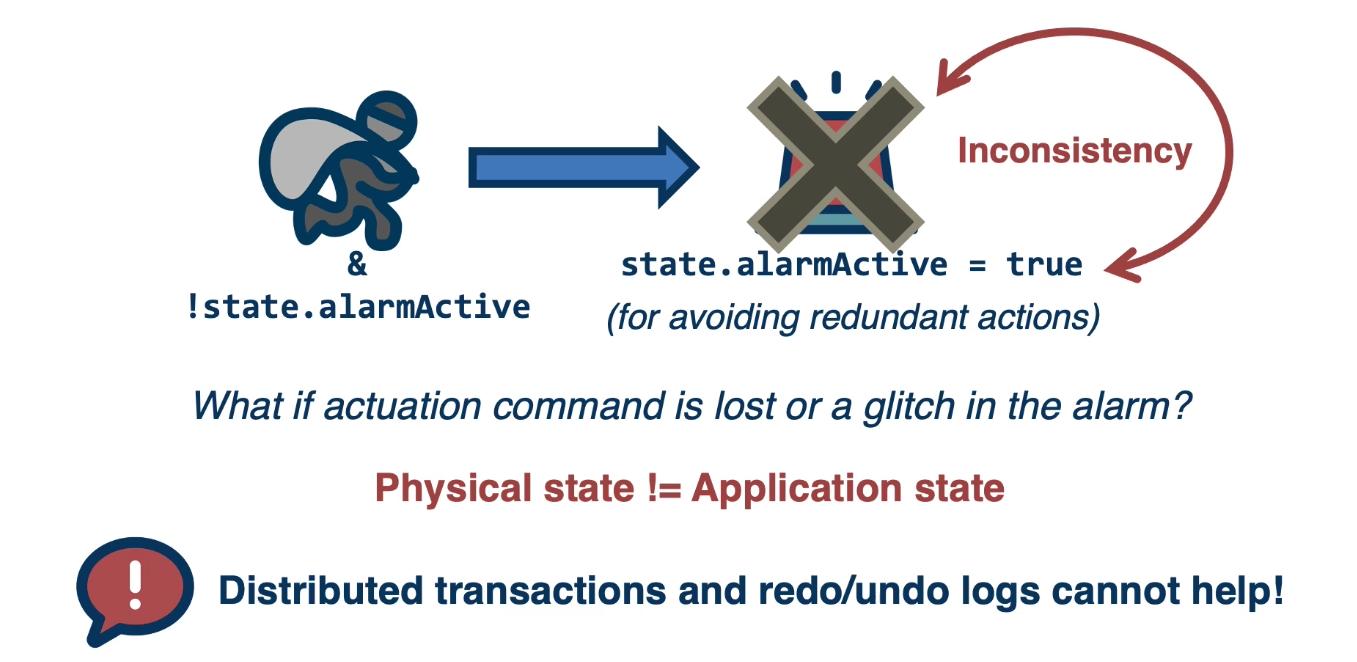 Inconsistency
&
!state.alarmActive
state.alarmActive = true
(for avoiding redundant actions)
What if actuation command is lost or a glitch in the alarm?
Physical state != Application state
!
Distributed transactions and redo/undo logs cannot help!